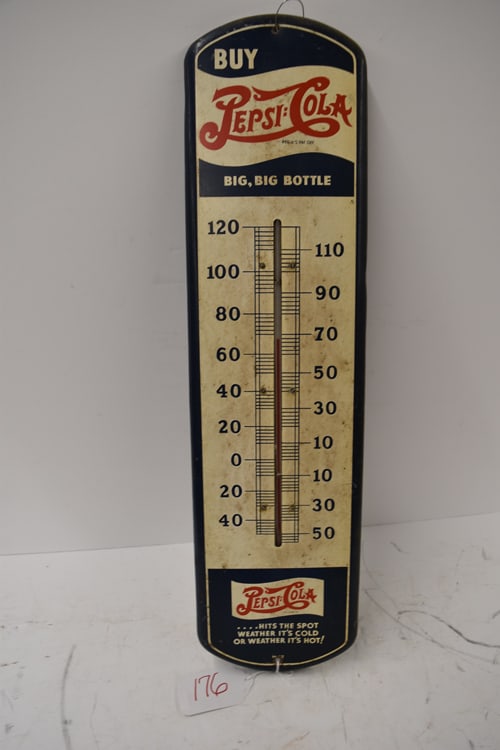 BUY
PEPSI:COLA
BIG, BIG BOTTLE
120
110
100
90
80
70
60
50
40
30
20
10
0
10
20
30
40
50
PEPSI:COLA
....HITS THE SPOT
WEATHER IT'S COLD
OR WEATHER IT'S HOT!
176